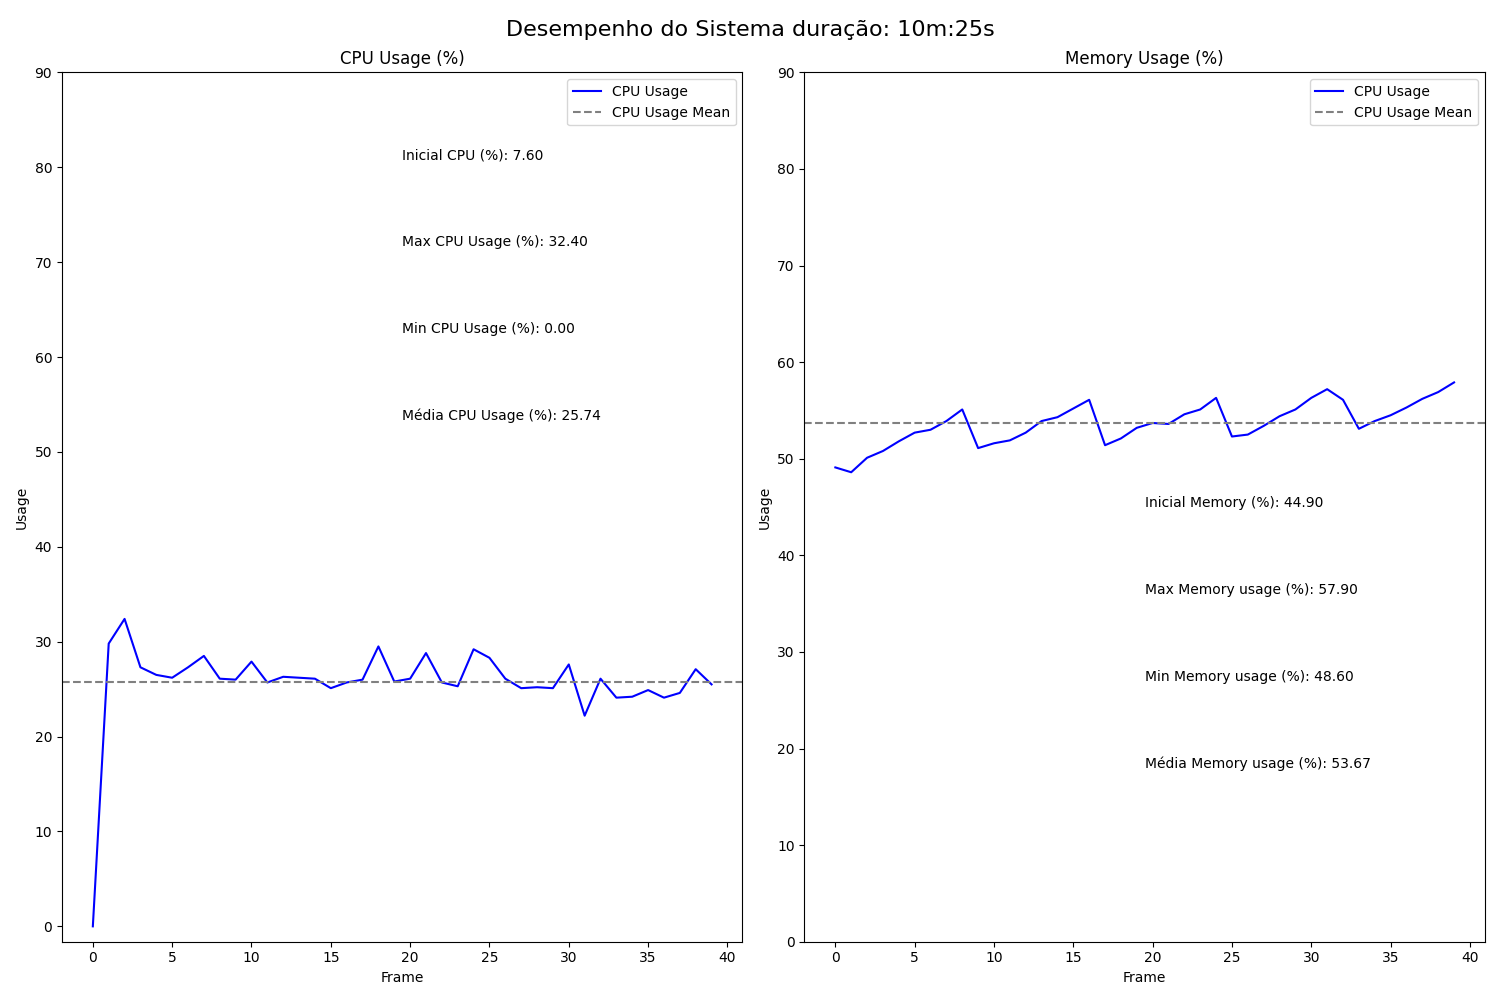 Desempenho do Sistema duração: 10m:25s
CPU Usage (%)
90
80
70
60
50
40
30
20
10
0
Usage
CPU Usage
CPU Usage Mean
Inicial CPU (%): 7.60
Max CPU Usage (%): 32.40
Min CPU Usage (%): 0.00
Média CPU Usage (%): 25.74
0 5 10 15 20 25 30 35 40
Frame
Memory Usage (%)
90
80
70
60
50
40
30
20
10
0
Usage
CPU Usage
CPU Usage Mean
Inicial Memory (%): 44.90
Max Memory usage (%): 57.90
Min Memory usage (%): 48.60
Média Memory usage (%): 53.67
0 5 10 15 20 25 30 35 40
Frame